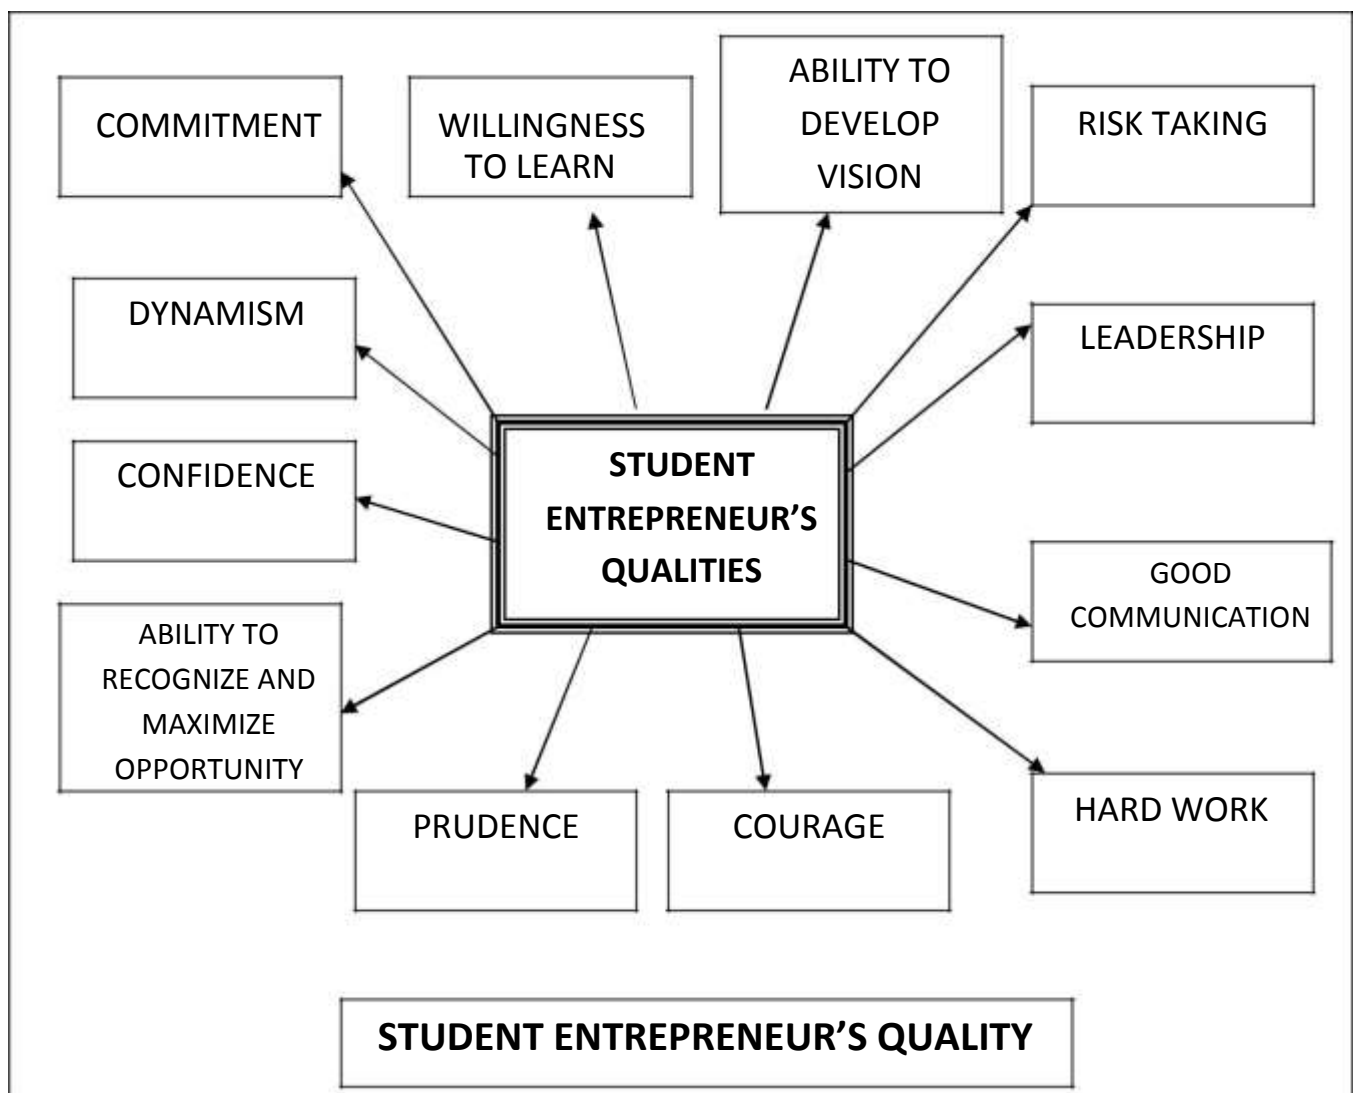 COMMITMENT
WILLINGNESS
TO LEARN
ABILITY TO
DEVELOP
VISION
RISK TAKING
DYNAMISM
LEADERSHIP
CONFIDENCE
STUDENT
ENTREPRENEUR’S
QUALITIES
GOOD
COMMUNICATION
ABILITY TO
RECOGNIZE AND
MAXIMIZE
OPPORTUNITY
PRUDENCE
COURAGE
HARD WORK
STUDENT ENTREPRENEUR’S QUALITY